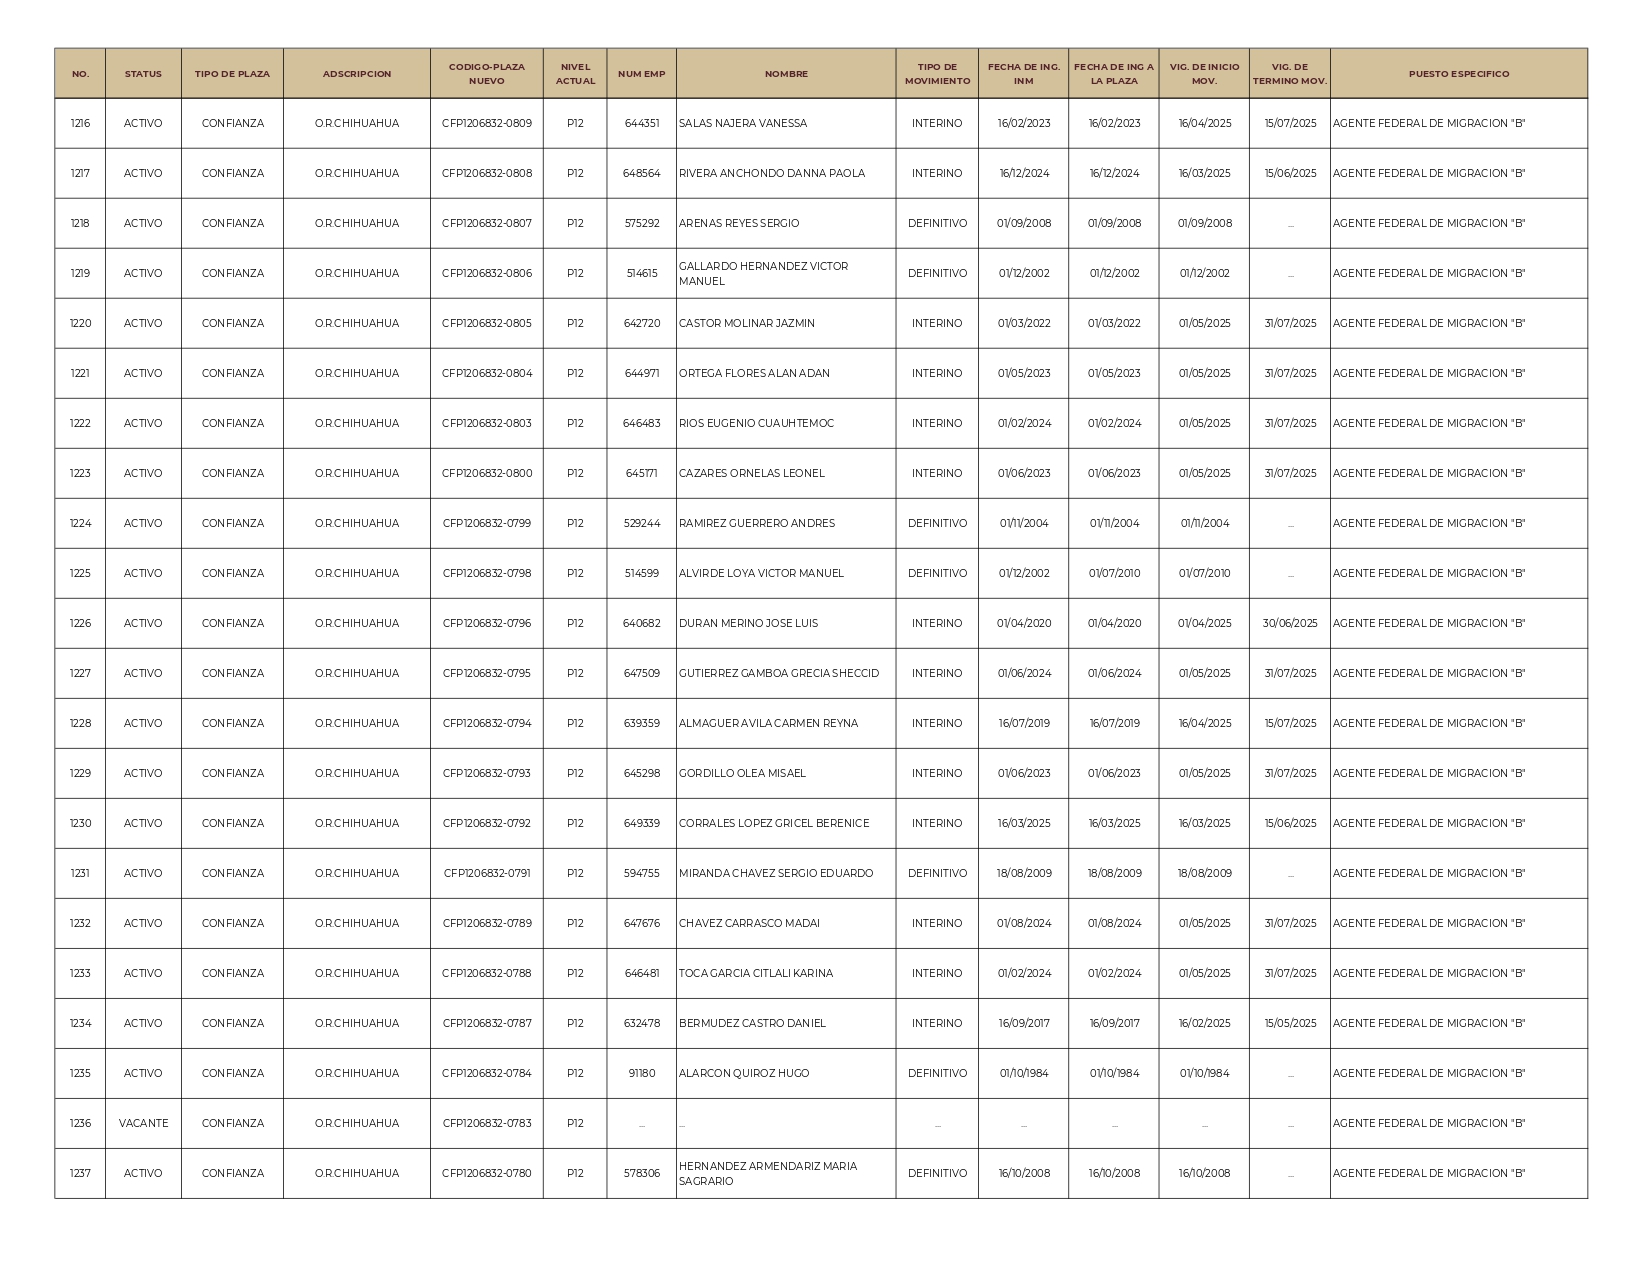 NO. STATUS TIPO DE PLAZA ADSCRIPCION CODIGO-PLAZA NUEVO NIVEL ACTUAL NUM EMP NOMBRE TIPO DE MOVIMIENTO FECHA DE ING. INM FECHA DE ING A LA PLAZA VIG. DE INICIO MOV. VIG. DE TERMINO MOV. PUESTO ESPECIFICO
1216 ACTIVO CONFIANZA O.R.CHIHUAHUA CFP1206832-0809 P12 644351 SALAS NAJERA VANESSA INTERINO 16/02/2023 16/02/2023 16/04/2025 15/07/2025 AGENTE FEDERAL DE MIGRACION "B"
1217 ACTIVO CONFIANZA O.R.CHIHUAHUA CFP1206832-0808 P12 648564 RIVERA ANCHONDO DANNA PAOLA INTERINO 16/12/2024 16/12/2024 16/03/2025 15/06/2025 AGENTE FEDERAL DE MIGRACION "B"
1218 ACTIVO CONFIANZA O.R.CHIHUAHUA CFP1206832-0807 P12 575292 ARENAS REYES SERGIO DEFINITIVO 01/09/2008 01/09/2008 01/09/2008 ... AGENTE FEDERAL DE MIGRACION "B"
1219 ACTIVO CONFIANZA O.R.CHIHUAHUA CFP1206832-0806 P12 514615 GALLARDO HERNANDEZ VICTOR MANUEL DEFINITIVO 01/12/2002 01/12/2002 01/12/2002 ... AGENTE FEDERAL DE MIGRACION "B"
1220 ACTIVO CONFIANZA O.R.CHIHUAHUA CFP1206832-0805 P12 642720 CASTOR MOLINAR JAZMIN INTERINO 01/03/2022 01/03/2022 01/05/2025 31/07/2025 AGENTE FEDERAL DE MIGRACION "B"
1221 ACTIVO CONFIANZA O.R.CHIHUAHUA CFP1206832-0804 P12 644971 ORTEGA FLORES ALAN ADAN INTERINO 01/05/2023 01/05/2023 01/05/2025 31/07/2025 AGENTE FEDERAL DE MIGRACION "B"
1222 ACTIVO CONFIANZA O.R.CHIHUAHUA CFP1206832-0803 P12 646483 RIOS EUGENIO CUAUHTEMOC INTERINO 01/02/2024 01/02/2024 01/05/2025 31/07/2025 AGENTE FEDERAL DE MIGRACION "B"
1223 ACTIVO CONFIANZA O.R.CHIHUAHUA CFP1206832-0800 P12 645171 CAZARES ORNELAS LEONEL INTERINO 01/06/2023 01/06/2023 01/05/2025 31/07/2025 AGENTE FEDERAL DE MIGRACION "B"
1224 ACTIVO CONFIANZA O.R.CHIHUAHUA CFP1206832-0799 P12 529244 RAMIREZ GUERRERO ANDRES DEFINITIVO 01/11/2004 01/11/2004 01/11/2004 ... AGENTE FEDERAL DE MIGRACION "B"
1225 ACTIVO CONFIANZA O.R.CHIHUAHUA CFP1206832-0798 P12 514599 ALVIRDE LOYA VICTOR MANUEL DEFINITIVO 01/12/2002 01/07/2010 01/07/2010 ... AGENTE FEDERAL DE MIGRACION "B"
1226 ACTIVO CONFIANZA O.R.CHIHUAHUA CFP1206832-0796 P12 640682 DURAN MERINO JOSE LUIS INTERINO 01/04/2020 01/04/2020 01/04/2025 30/06/2025 AGENTE FEDERAL DE MIGRACION "B"
1227 ACTIVO CONFIANZA O.R.CHIHUAHUA CFP1206832-0795 P12 647509 GUTIERREZ GAMBOA GRECIA SHECCID INTERINO 01/06/2024 01/06/2024 01/05/2025 31/07/2025 AGENTE FEDERAL DE MIGRACION "B"
1228 ACTIVO CONFIANZA O.R.CHIHUAHUA CFP1206832-0794 P12 639359 ALMAGUER AVILA CARMEN REYNA INTERINO 16/07/2019 16/07/2019 16/04/2025 15/07/2025 AGENTE FEDERAL DE MIGRACION "B"
1229 ACTIVO CONFIANZA O.R.CHIHUAHUA CFP1206832-0793 P12 645298 GORDILLO OLEA MISAEL INTERINO 01/06/2023 01/06/2023 01/05/2025 31/07/2025 AGENTE FEDERAL DE MIGRACION "B"
1230 ACTIVO CONFIANZA O.R.CHIHUAHUA CFP1206832-0792 P12 649339 CORRALES LOPEZ GRICEL BERENICE INTERINO 16/03/2025 16/03/2025 16/03/2025 15/06/2025 AGENTE FEDERAL DE MIGRACION "B"
1231 ACTIVO CONFIANZA O.R.CHIHUAHUA CFP1206832-0791 P12 594755 MIRANDA CHAVEZ SERGIO EDUARDO DEFINITIVO 18/08/2009 18/08/2009 18/08/2009 ... AGENTE FEDERAL DE MIGRACION "B"
1232 ACTIVO CONFIANZA O.R.CHIHUAHUA CFP1206832-0789 P12 647676 CHAVEZ CARRASCO MADAI INTERINO 01/08/2024 01/08/2024 01/05/2025 31/07/2025 AGENTE FEDERAL DE MIGRACION "B"
1233 ACTIVO CONFIANZA O.R.CHIHUAHUA CFP1206832-0788 P12 646481 TOCA GARCIA CITLALI KARINA INTERINO 01/02/2024 01/02/2024 01/05/2025 31/07/2025 AGENTE FEDERAL DE MIGRACION "B"
1234 ACTIVO CONFIANZA O.R.CHIHUAHUA CFP1206832-0787 P12 632478 BERMUDEZ CASTRO DANIEL INTERINO 16/09/2017 16/09/2017 16/02/2025 15/05/2025 AGENTE FEDERAL DE MIGRACION "B"
1235 ACTIVO CONFIANZA O.R.CHIHUAHUA CFP1206832-0784 P12 91180 ALARCON QUIROZ HUGO DEFINITIVO 01/10/1984 01/10/1984 01/10/1984 ... AGENTE FEDERAL DE MIGRACION "B"
1236 VACANTE CONFIANZA O.R.CHIHUAHUA CFP1206832-0783 P12 ... ... ... ... ... ... ... AGENTE FEDERAL DE MIGRACION "B"
1237 ACTIVO CONFIANZA O.R.CHIHUAHUA CFP1206832-0780 P12 578306 HERNANDEZ ARMENDARIZ MARIA SAGRARIO DEFINITIVO 16/10/2008 16/10/2008 16/10/2008 ... AGENTE FEDERAL DE MIGRACION "B"